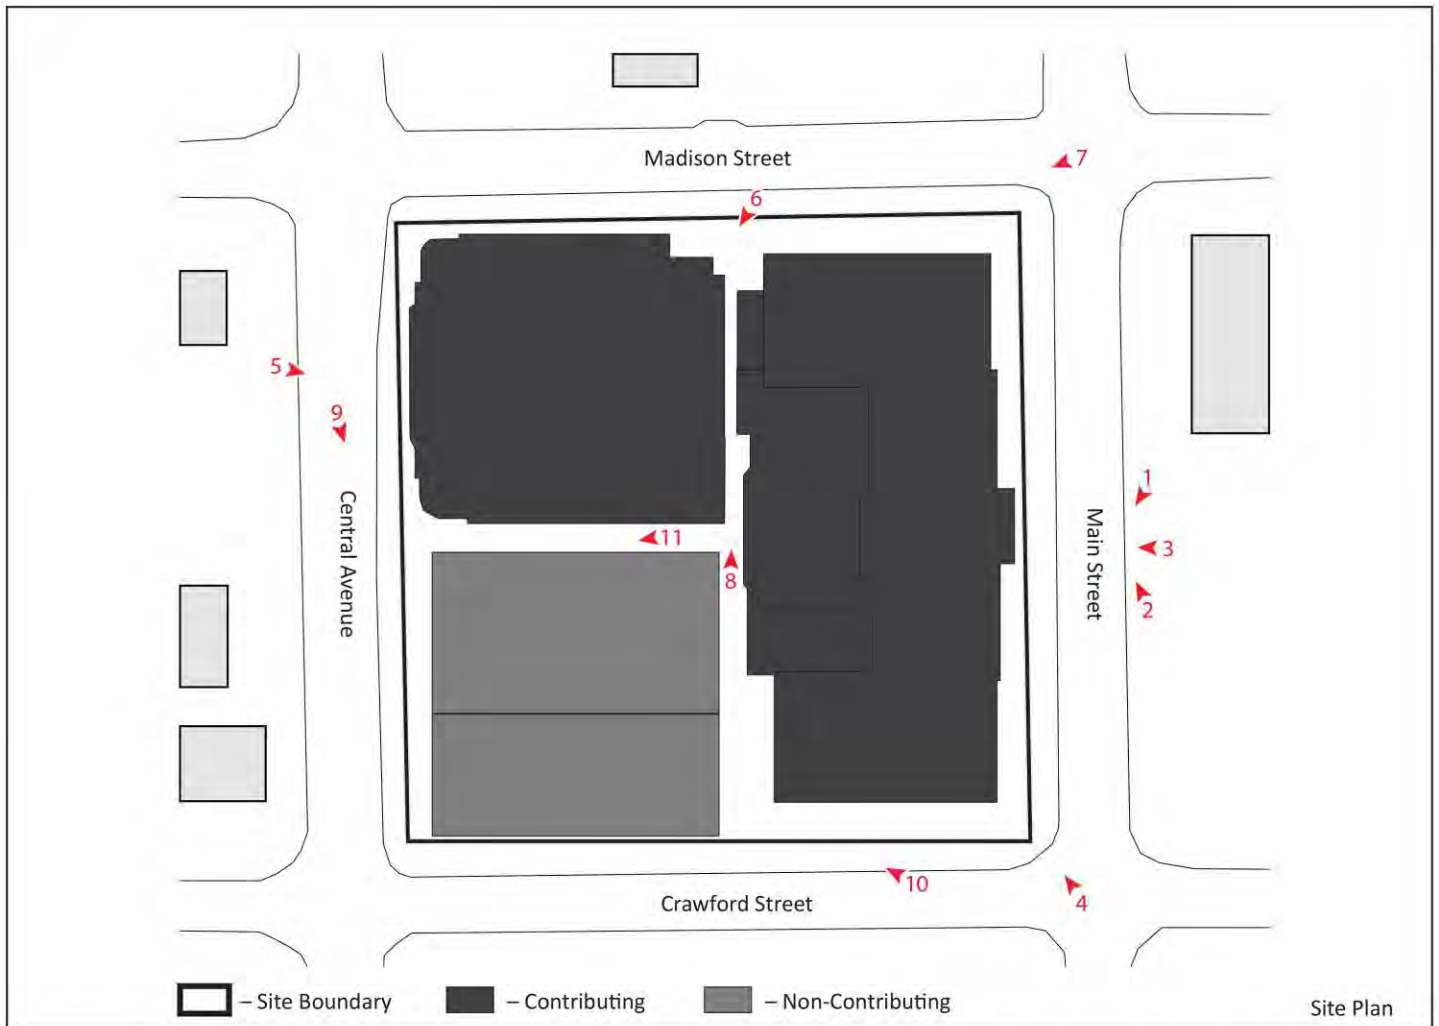 Madison Street
7
6
5
9
1
Central Avenue
11
Main Street
3
8
2
10
Crawford Street
4
– Site Boundary
– Contributing
– Non-Contributing
Site Plan